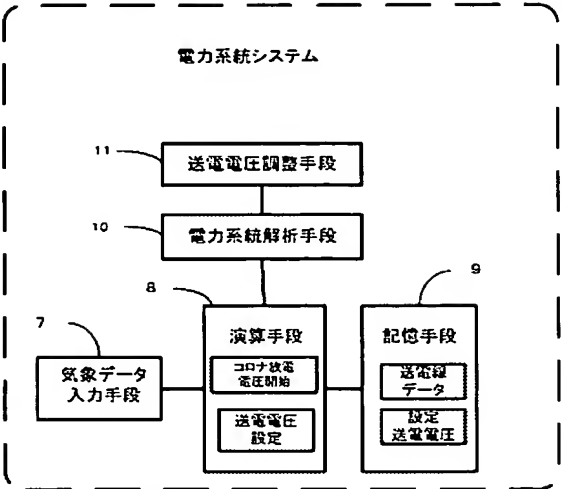 電力系統システム
11
送電電圧調整手段
10
電力系統解析手段
8
9
7
演算手段
記憶手段
気象データ
入力手段
コロナ放電
電圧開始
送電電圧
設定
送電線
データ
設定
送電電圧